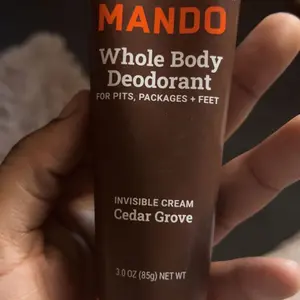 MANDO
Whole Body
Deodorant
FOR PITS, PACKAGES + FEET
INVISIBLE CREAM
Cedar Grove
3.0 OZ (85g) NET WT